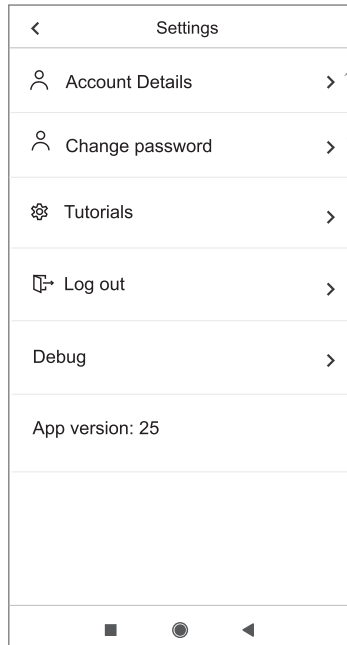 Settings
Account Details
Change password
Tutorials
Log out
Debug
App version: 25